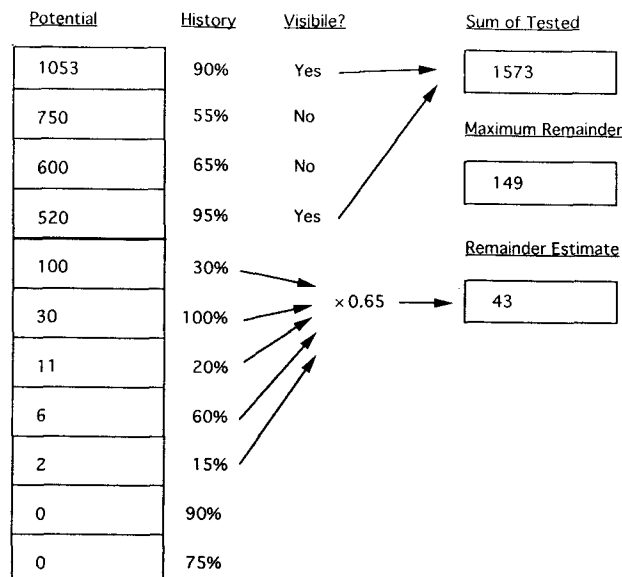 Potential History Visibile? Sum of Tested
1053 90% Yes 1573
750 55% No
Maximum Remainder
600 65% No 149
520 95% Yes
Remainder Estimate
100 30%
× 0.65 43
30 100%
11 20%
6 60%
2 15%
0 90%
0 75%